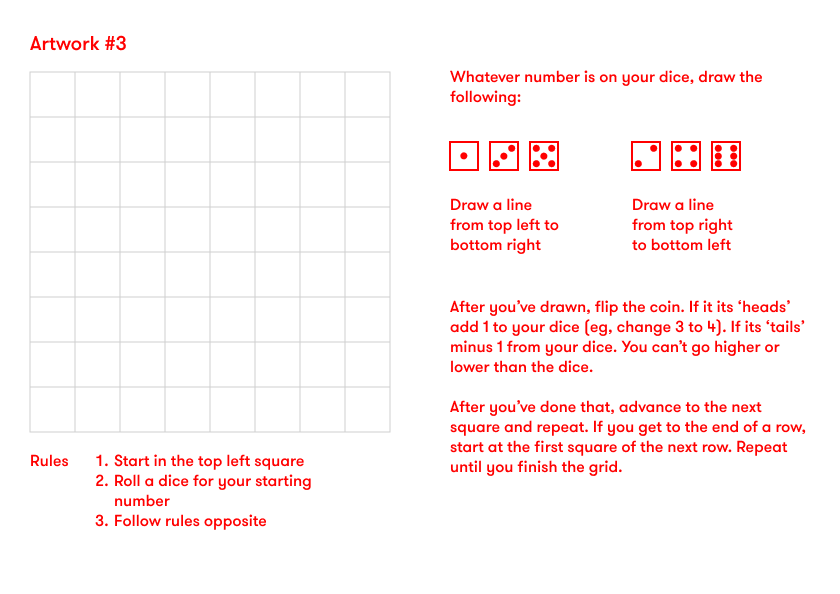 Artwork #3
Whatever number is on your dice, draw the
following:
Draw a line
from top left to
bottom right
Draw a line
from top right
to bottom left
After you’ve drawn, flip the coin. If it its ‘heads’
add 1 to your dice (eg, change 3 to 4). If its ‘tails’
minus 1 from your dice. You can’t go higher or
lower than the dice.
After you’ve done that, advance to the next
square and repeat. If you get to the end of a row,
start at the first square of the next row. Repeat
until you finish the grid.
Rules
1. Start in the top left square
2. Roll a dice for your starting
number
3. Follow rules opposite